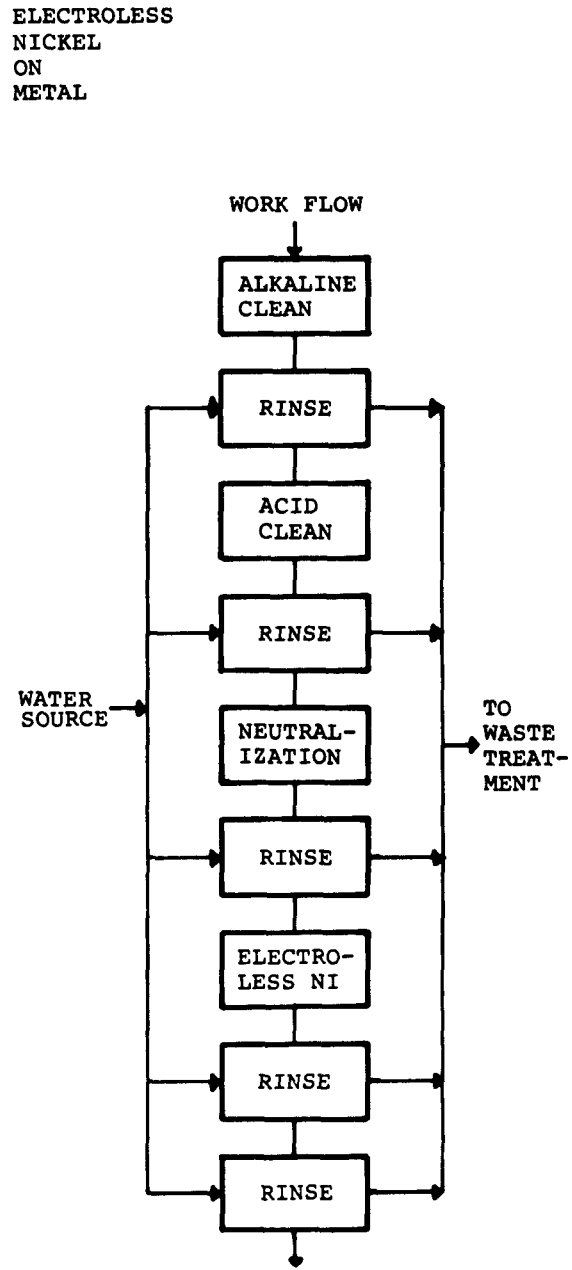 ELECTROLESS
NICKEL
ON
METAL
WORK FLOW
ALKALINE
CLEAN
RINSE
ACID
CLEAN
RINSE
WATER
SOURCE
NEUTRAL-
IZATION
TO
WASTE
TREAT-
MENT
RINSE
ELECTRO-
LESS NI
RINSE
RINSE